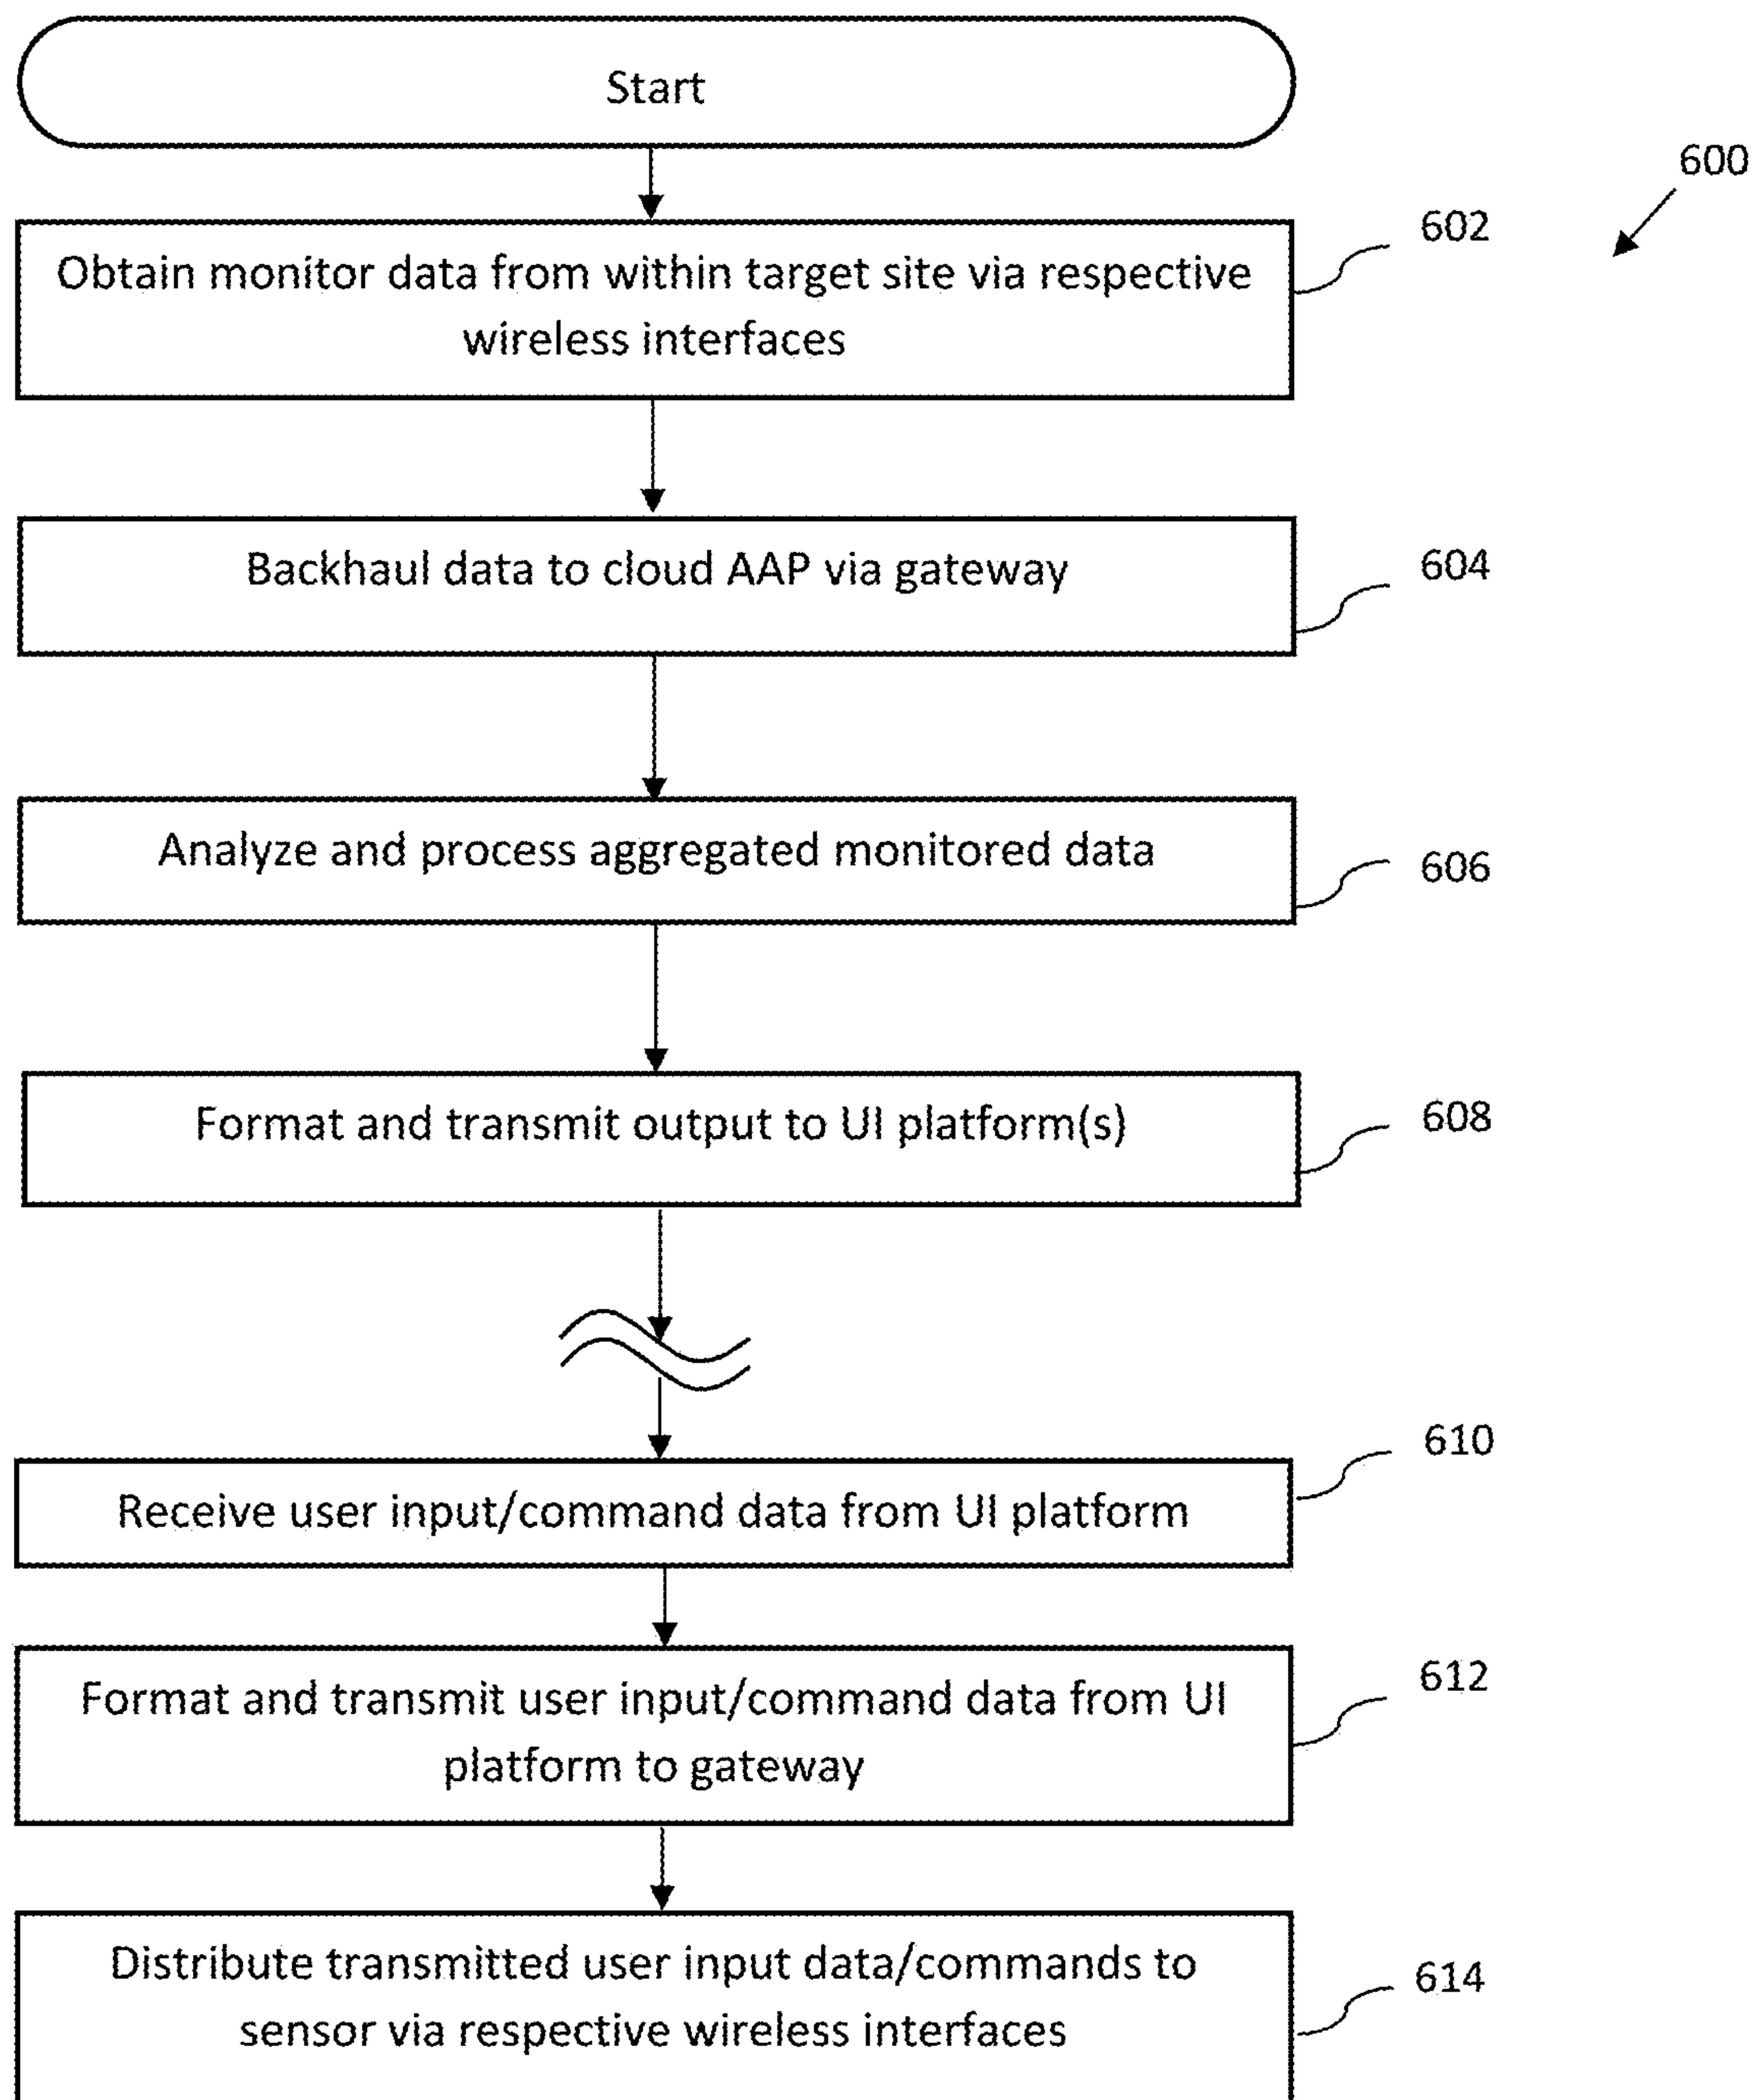 Start
600
602
Obtain monitor data from within target site via respective
wireless interfaces
Backhaul data to cloud AAP via gateway
604
Analyze and process aggregated monitored data
606
Format and transmit output to UI platform(s)
608
610
Receive user input/command data from UI platform
612
Format and transmit user input/command data from UI
platform to gateway
Distribute transmitted user input data/commands to
614
sensor via respective wireless interfaces